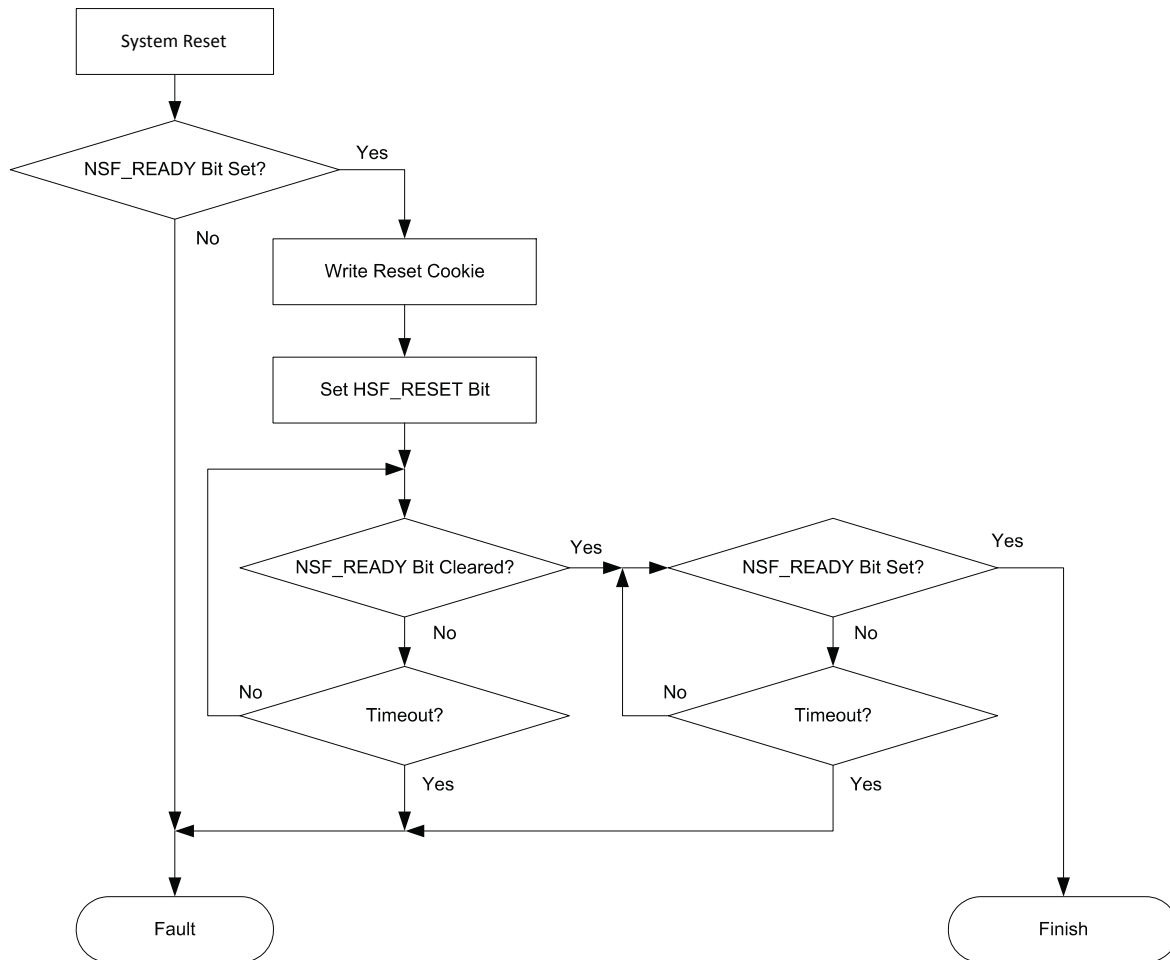 System Reset
NSF_READY Bit Set?
Yes
No
Write Reset Cookie
Set HSF_RESET Bit
NSF_READY Bit Cleared?
Yes
NSF_READY Bit Set?
Yes
No
No
No
Timeout?
No
Timeout?
Yes
Yes
Fault
Finish